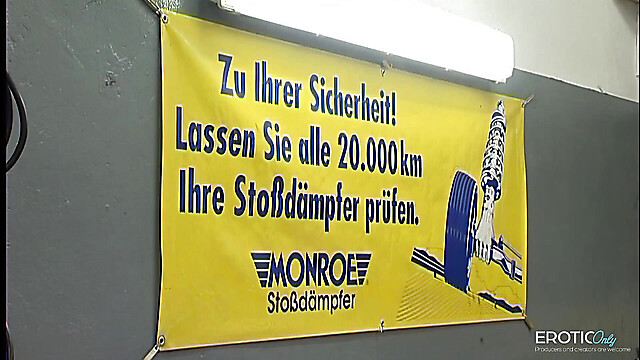 Zu Ihrer Sicherheit!
Lassen Sie alle 20.000 km
Ihre Stoßdämpfer prüfen.
MONROE
Stoßdämpfer
EROTICOnly
Producers and creators are welcome